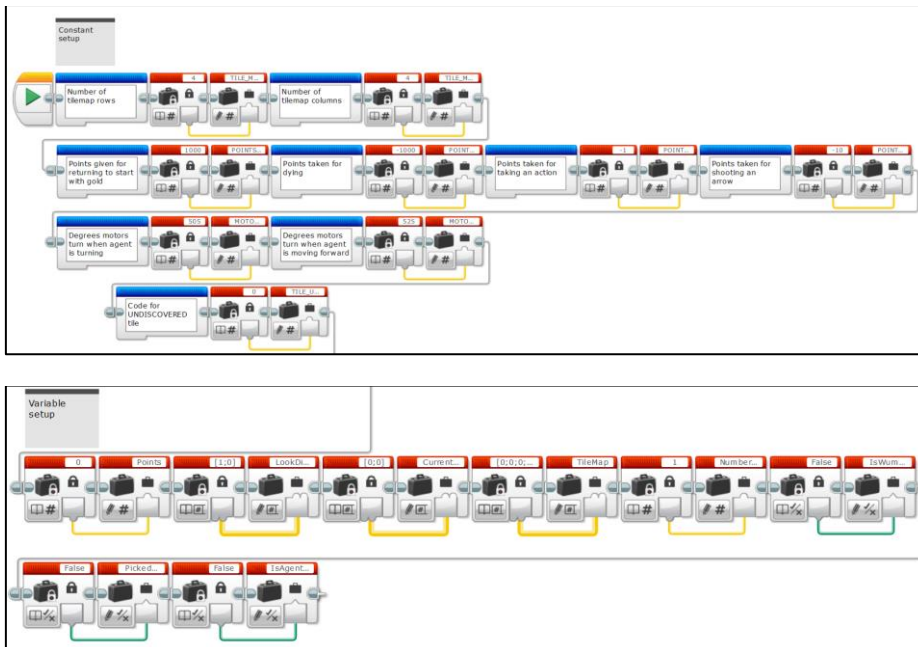 Constant
setup
4 TILE_M... 4 TILE_M...
Number of
tilemap rows
Number of
tilemap columns
1000 POINTS... -1000 POINT... -1 POINT... -10 POINT...
Points given for
returning to start
with gold
Points taken for
dying
Points taken for
taking an action
Points taken for
shooting an
arrow
505 MOTO... 525 MOTO...
Degrees motors
turn when agent
is turning
Degrees motors
turn when agent
is moving forward
0 TILE_U...
Code for
UNDISCOVERED
tile
Variable
setup
0 Points [1;0] LookDi... [0;0] Current... [0;0;0;... TileMap 1 Number... False IsWum...
False Picked... False IsAgent...